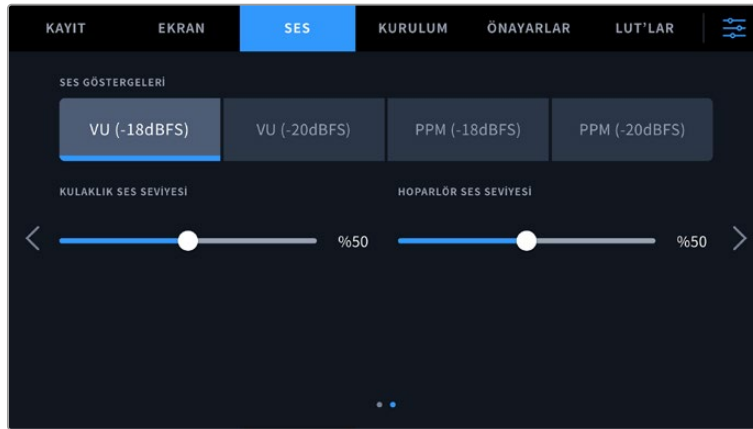 KAYIT EKRAN SES KURULUM ÖNAYARLAR LUT’LAR
SES GÖSTERGELERİ
VU (-18dBFS) VU (-20dBFS) PPM (-18dBFS) PPM (-20dBFS)
KULAKLIK SES SEVİYESİ HOPARLÖR SES SEVİYESİ
%50 %50